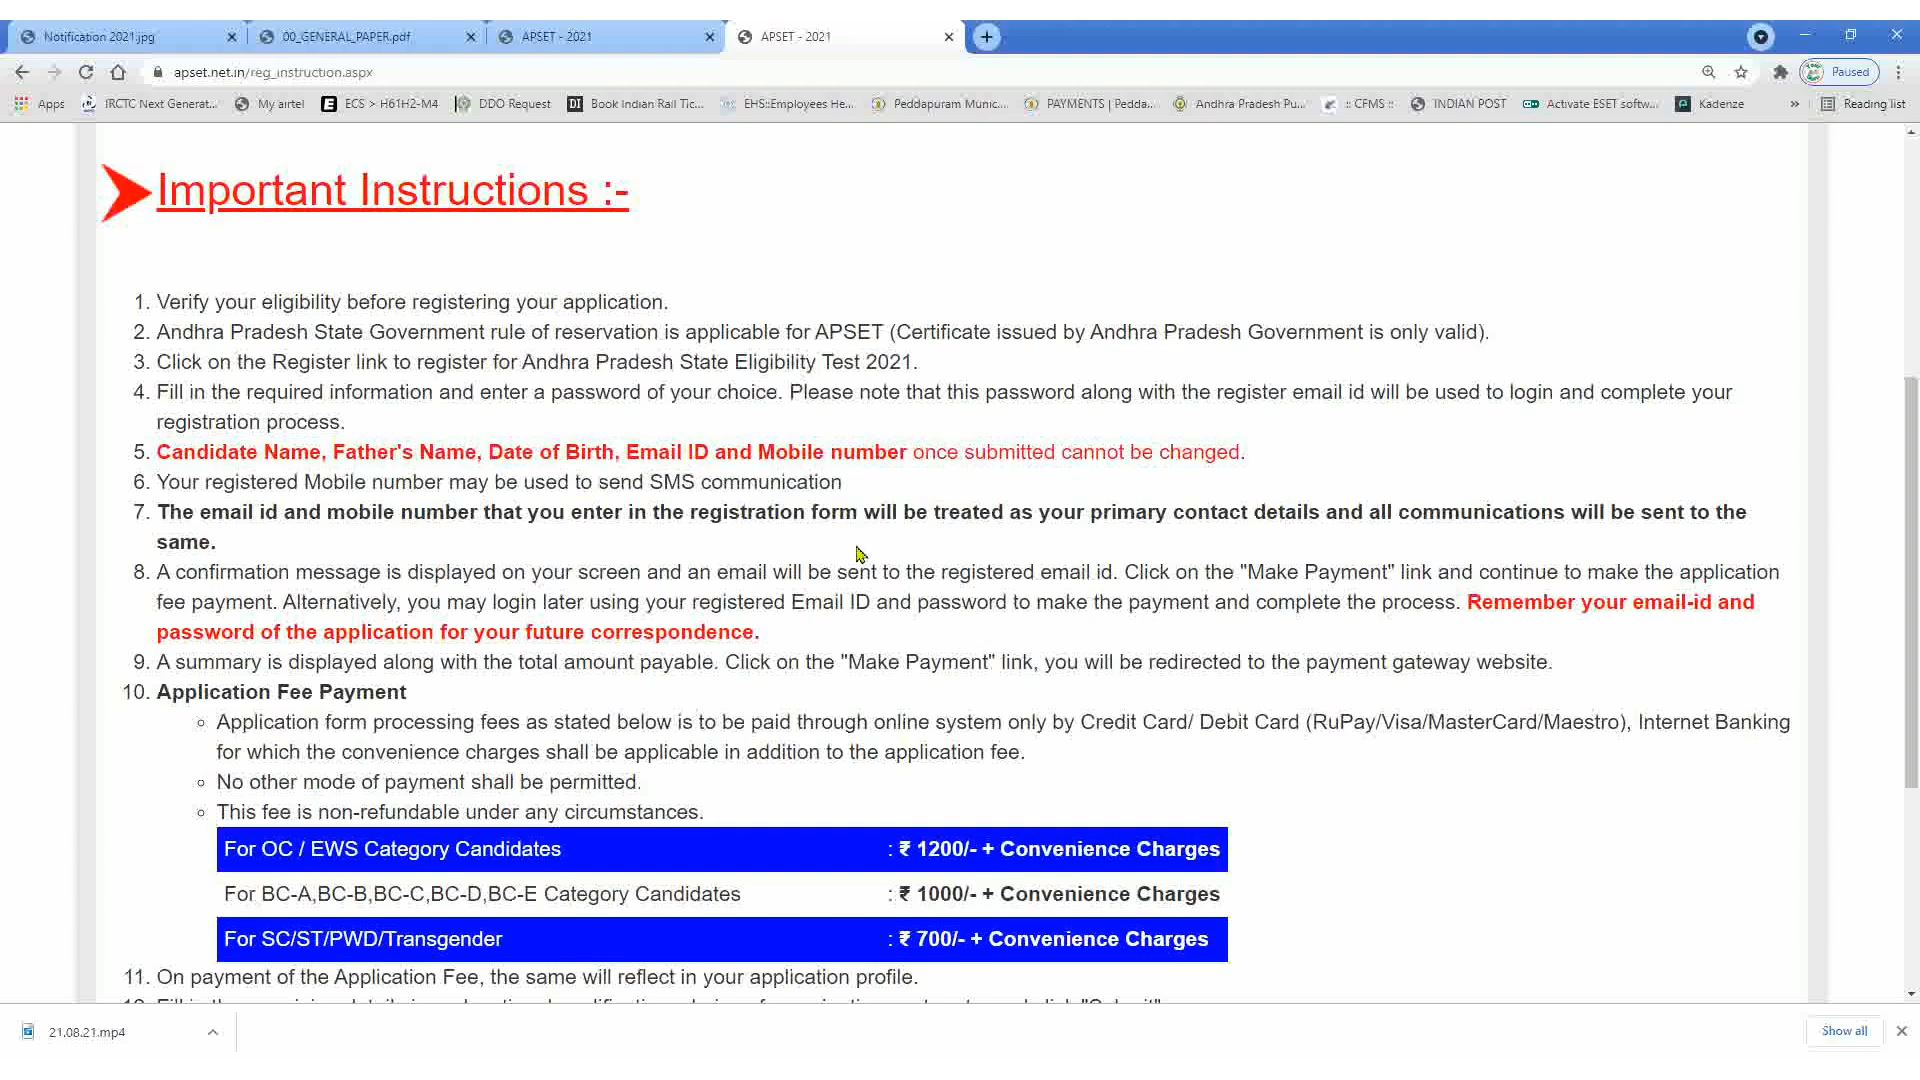 Notification 2021.jpg
00_GENERAL_PAPER.pdf
APSET - 2021
APSET - 2021
apset.net.in/reg_instruction.aspx
Paused
Apps
IRCTC Next Generat...
My airtel
ECS > H61H2-M4
DDO Request
Book Indian Rail Tic...
EHS::Employees He...
Peddapuram Munic...
PAYMENTS | Pedda...
Andhra Pradesh Pu...
:: CFMS ::
INDIAN POST
Activate ESET softw...
Kadenze
»
Reading list
Important Instructions :-
1. Verify your eligibility before registering your application.
2. Andhra Pradesh State Government rule of reservation is applicable for APSET (Certificate issued by Andhra Pradesh Government is only valid).
3. Click on the Register link to register for Andhra Pradesh State Eligibility Test 2021.
4. Fill in the required information and enter a password of your choice. Please note that this password along with the register email id will be used to login and complete your
registration process.
5. Candidate Name, Father's Name, Date of Birth, Email ID and Mobile number once submitted cannot be changed.
6. Your registered Mobile number may be used to send SMS communication
7. The email id and mobile number that you enter in the registration form will be treated as your primary contact details and all communications will be sent to the
same.
8. A confirmation message is displayed on your screen and an email will be sent to the registered email id. Click on the "Make Payment" link and continue to make the application
fee payment. Alternatively, you may login later using your registered Email ID and password to make the payment and complete the process. Remember your email-id and
password of the application for your future correspondence.
9. A summary is displayed along with the total amount payable. Click on the "Make Payment" link, you will be redirected to the payment gateway website.
10. Application Fee Payment
Application form processing fees as stated below is to be paid through online system only by Credit Card/ Debit Card (RuPay/Visa/MasterCard/Maestro), Internet Banking
for which the convenience charges shall be applicable in addition to the application fee.
No other mode of payment shall be permitted.
This fee is non-refundable under any circumstances.
For OC / EWS Category Candidates : ₹ 1200/- + Convenience Charges
For BC-A,BC-B,BC-C,BC-D,BC-E Category Candidates : ₹ 1000/- + Convenience Charges
For SC/ST/PWD/Transgender : ₹ 700/- + Convenience Charges
11. On payment of the Application Fee, the same will reflect in your application profile.
21.08.21.mp4
Show all